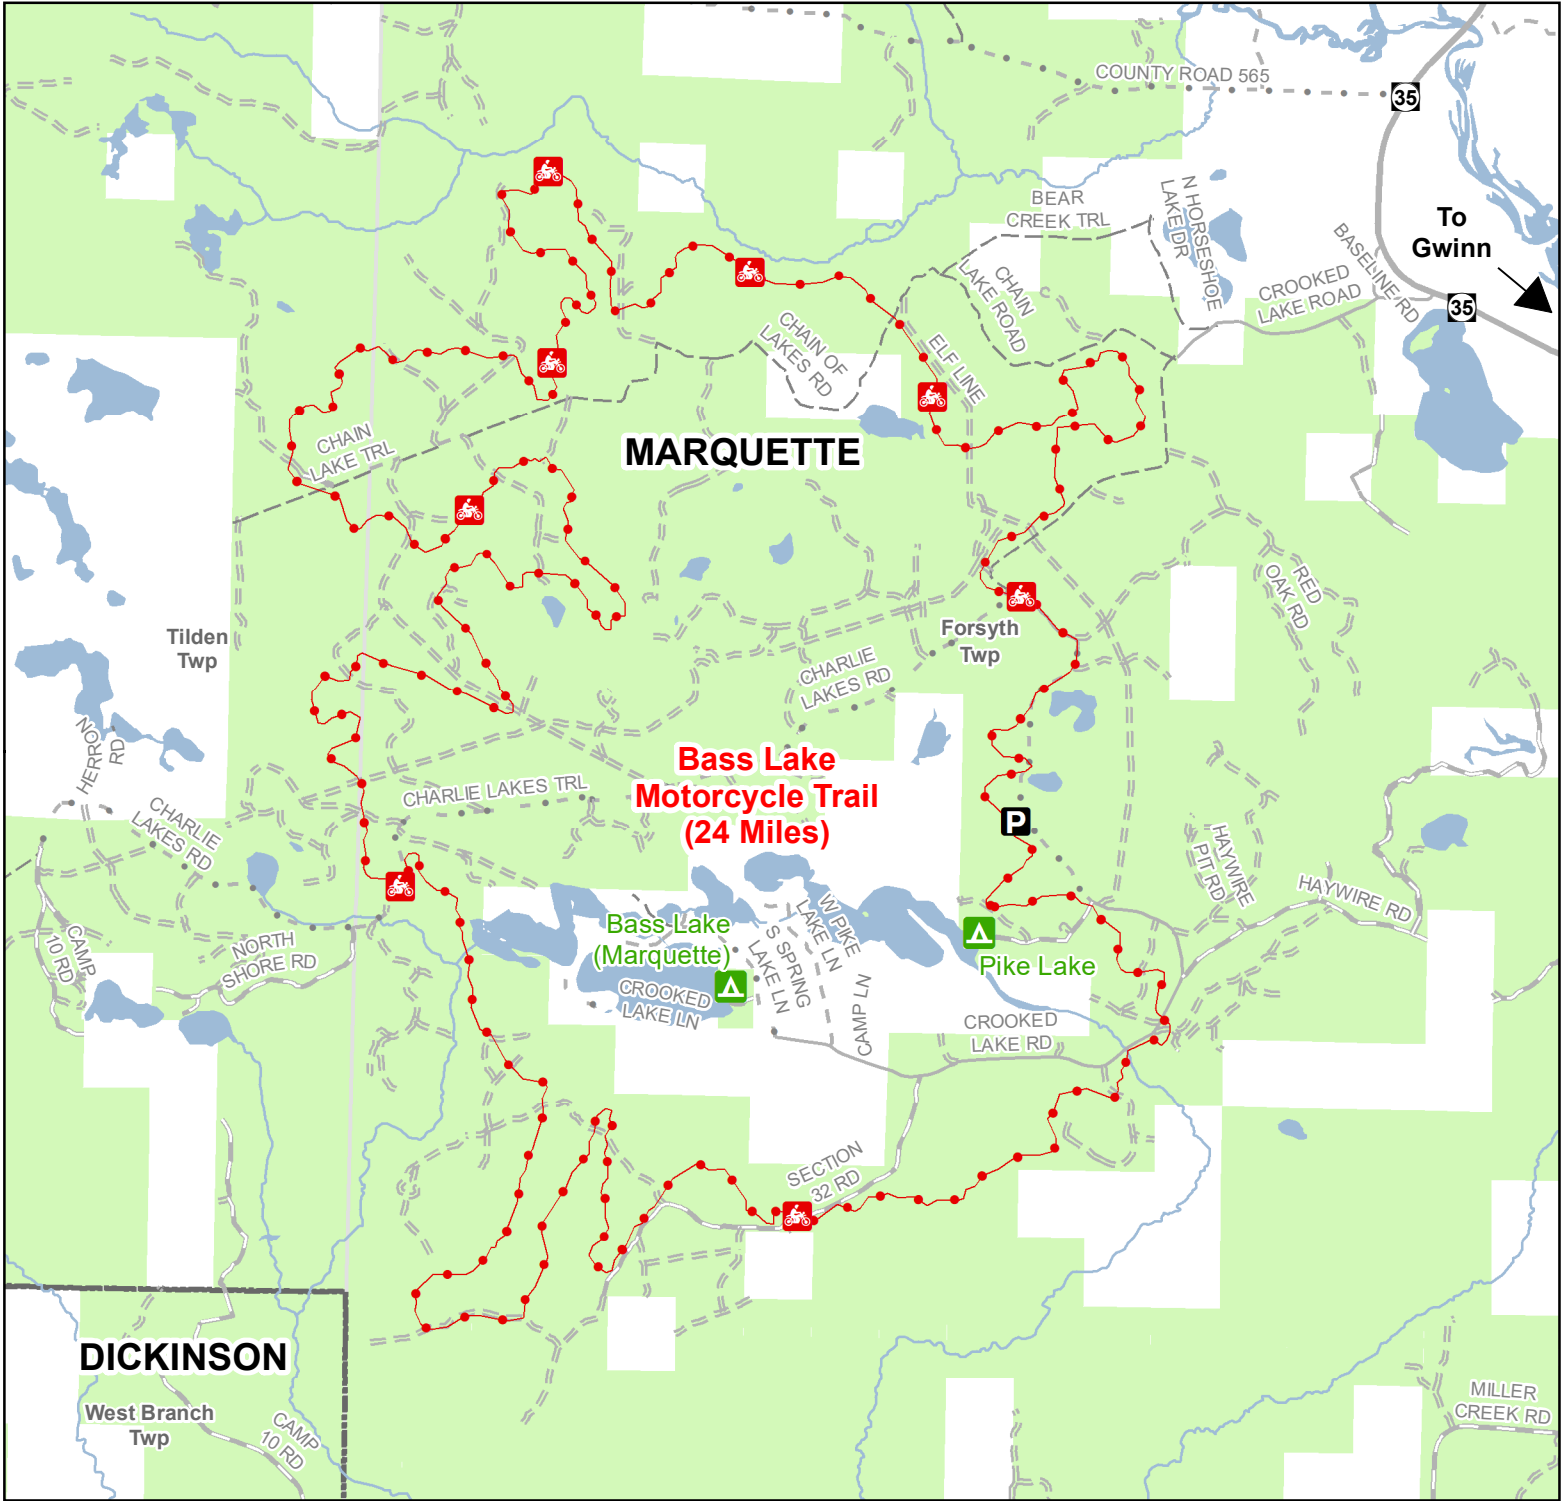 COUNTY ROAD 565
35
BEAR
CREEK TRL
N HORSESHOE
LAKE DR
To
Gwinn
BASELINE RD
CROOKED
LAKE ROAD
35
CHAIN
LAKE ROAD
CHAIN OF
LAKES RD
ELF LINE
CHAIN
LAKE TRL
MARQUETTE
RED
OAK RD
Tilden
Twp
Forsyth
Twp
CHARLIE
LAKES RD
HERRY
NOR
RD
Bass Lake
Motorcycle Trail
(24 Miles)
CHARLIE LAKES TRL
CHARLIE
LAKES RD
P
HAYWIRE
PIT RD
HAYWIRE RD
CAMP
10 RD
NORTH
SHORE RD
Bass Lake
(Marquette)
W PIKE
LAKE LN
S SPRING
LAKE LN
Pike Lake
CROOKED
LAKE LN
CAMP LN
CROOKED
LAKE RD
SECTION
32 RD
DICKINSON
West Branch
Twp
CAMP
10 RD
MILLER
CREEK RD